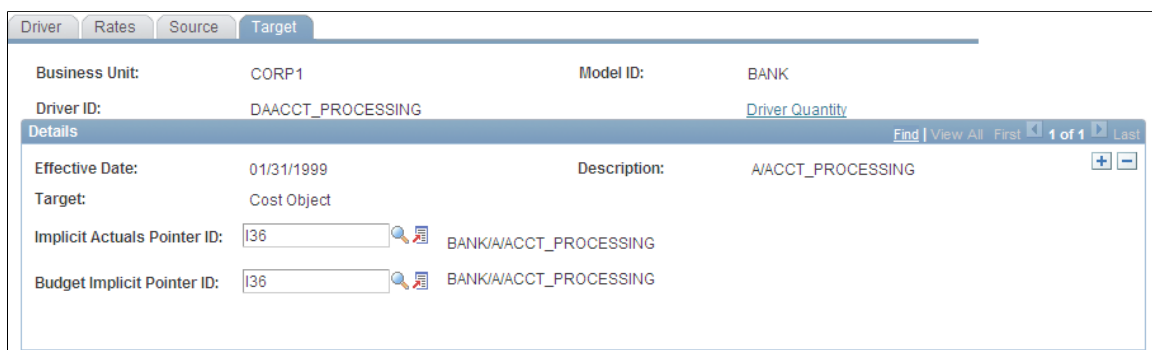 Driver Rates Source Target
Business Unit: CORP1 Model ID: BANK
Driver ID: DAACCT_PROCESSING Driver Quantity
Details Find | View All First 1 of 1 Last
Effective Date: 01/31/1999 Description: A/ACCT_PROCESSING
Target: Cost Object
Implicit Actuals Pointer ID: I36 BANK/A/ACCT_PROCESSING
Budget Implicit Pointer ID: I36 BANK/A/ACCT_PROCESSING